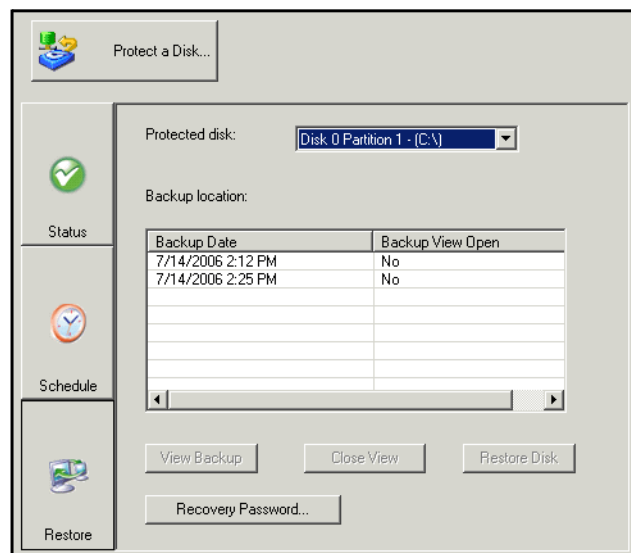 Protect a Disk...
Protected disk:
Disk 0 Partition 1 - (C:\)
Backup location:
Status
Backup Date Backup View Open
7/14/2006 2:12 PM No
7/14/2006 2:25 PM No
Schedule
View Backup Close View Restore Disk
Recovery Password...
Restore